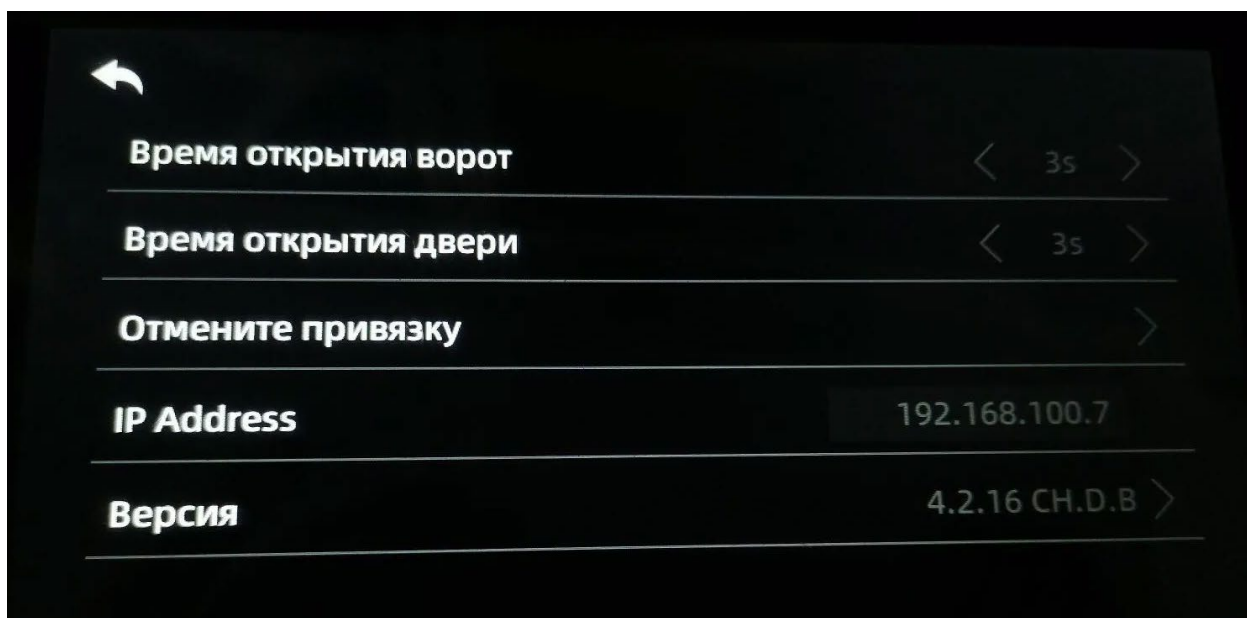 Время открытия ворот 3s
Время открытия двери 3s
Отмените привязку
IP Address 192.168.100.7
Версия 4.2.16 CH.D.B